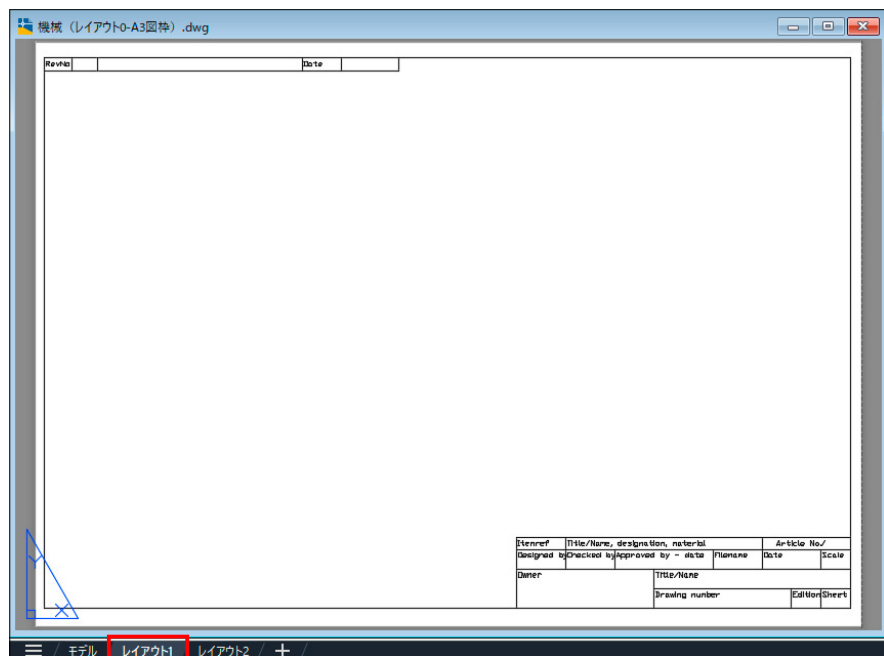 機械（レイアウト0-A3図枠）.dwg
RevNo Date
Itemref Title/Name, designation, material Article No/
Designed by Checked by Approved by - date Filename Date Scale
Owner Title/Name
Drawing number Edition Sheet
Y
X
モデル / レイアウト1 / レイアウト2 / + /